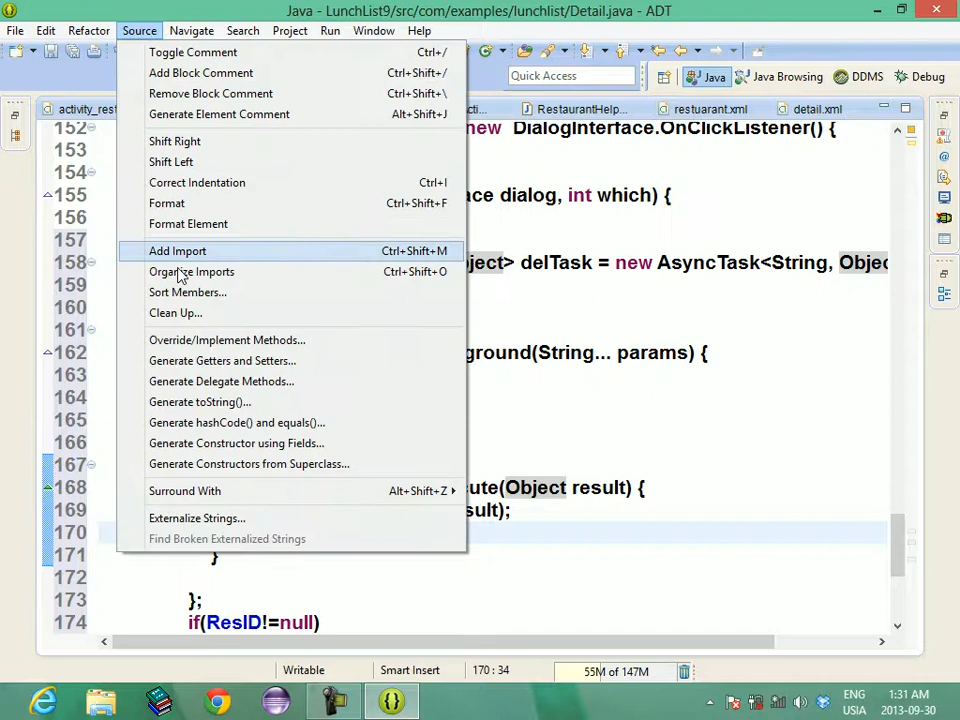 Java - LunchList9/src/com/examples/lunchlist/Detail.java - ADT
File Edit Refactor Source Navigate Search Project Run Window Help
Quick Access
Java Java Browsing DDMS Debug
activity_rest
RestaurantHelp...
restuarant.xml
detail.xml
Toggle Comment Ctrl+/
Add Block Comment Ctrl+Shift+/
Remove Block Comment Ctrl+Shift+\
Generate Element Comment Alt+Shift+J
Shift Right
Shift Left
Correct Indentation Ctrl+I
Format Ctrl+Shift+F
Format Element
Add Import Ctrl+Shift+M
Organize Imports Ctrl+Shift+O
Sort Members...
Clean Up...
Override/Implement Methods...
Generate Getters and Setters...
Generate Delegate Methods...
Generate toString()...
Generate hashCode() and equals()...
Generate Constructor using Fields...
Generate Constructors from Superclass...
Surround With Alt+Shift+Z
Externalize Strings...
Find Broken Externalized Strings
152 new DialogInterface.OnClickListener() {
153
154
155 ce dialog, int which) {
156
157
158 ject> delTask = new AsyncTask<String, Objec
159
160
161
162 ground(String... params) {
163
164
165
166
167
168 cute(Object result) {
169 sult);
170
171 }
172
173 };
174 if(ResID!=null)
Writable Smart Insert 170 : 34 55M of 147M
ENG 1:31 AM
USIA 2013-09-30